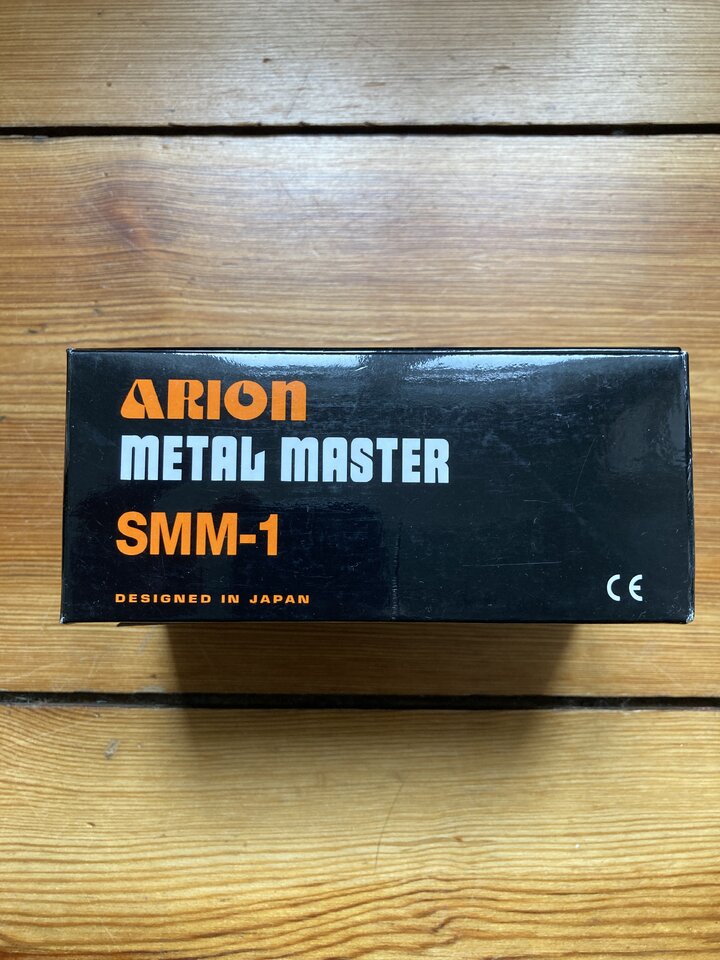 ARION
METAL MASTER
SMM-1
DESIGNED IN JAPAN
CE